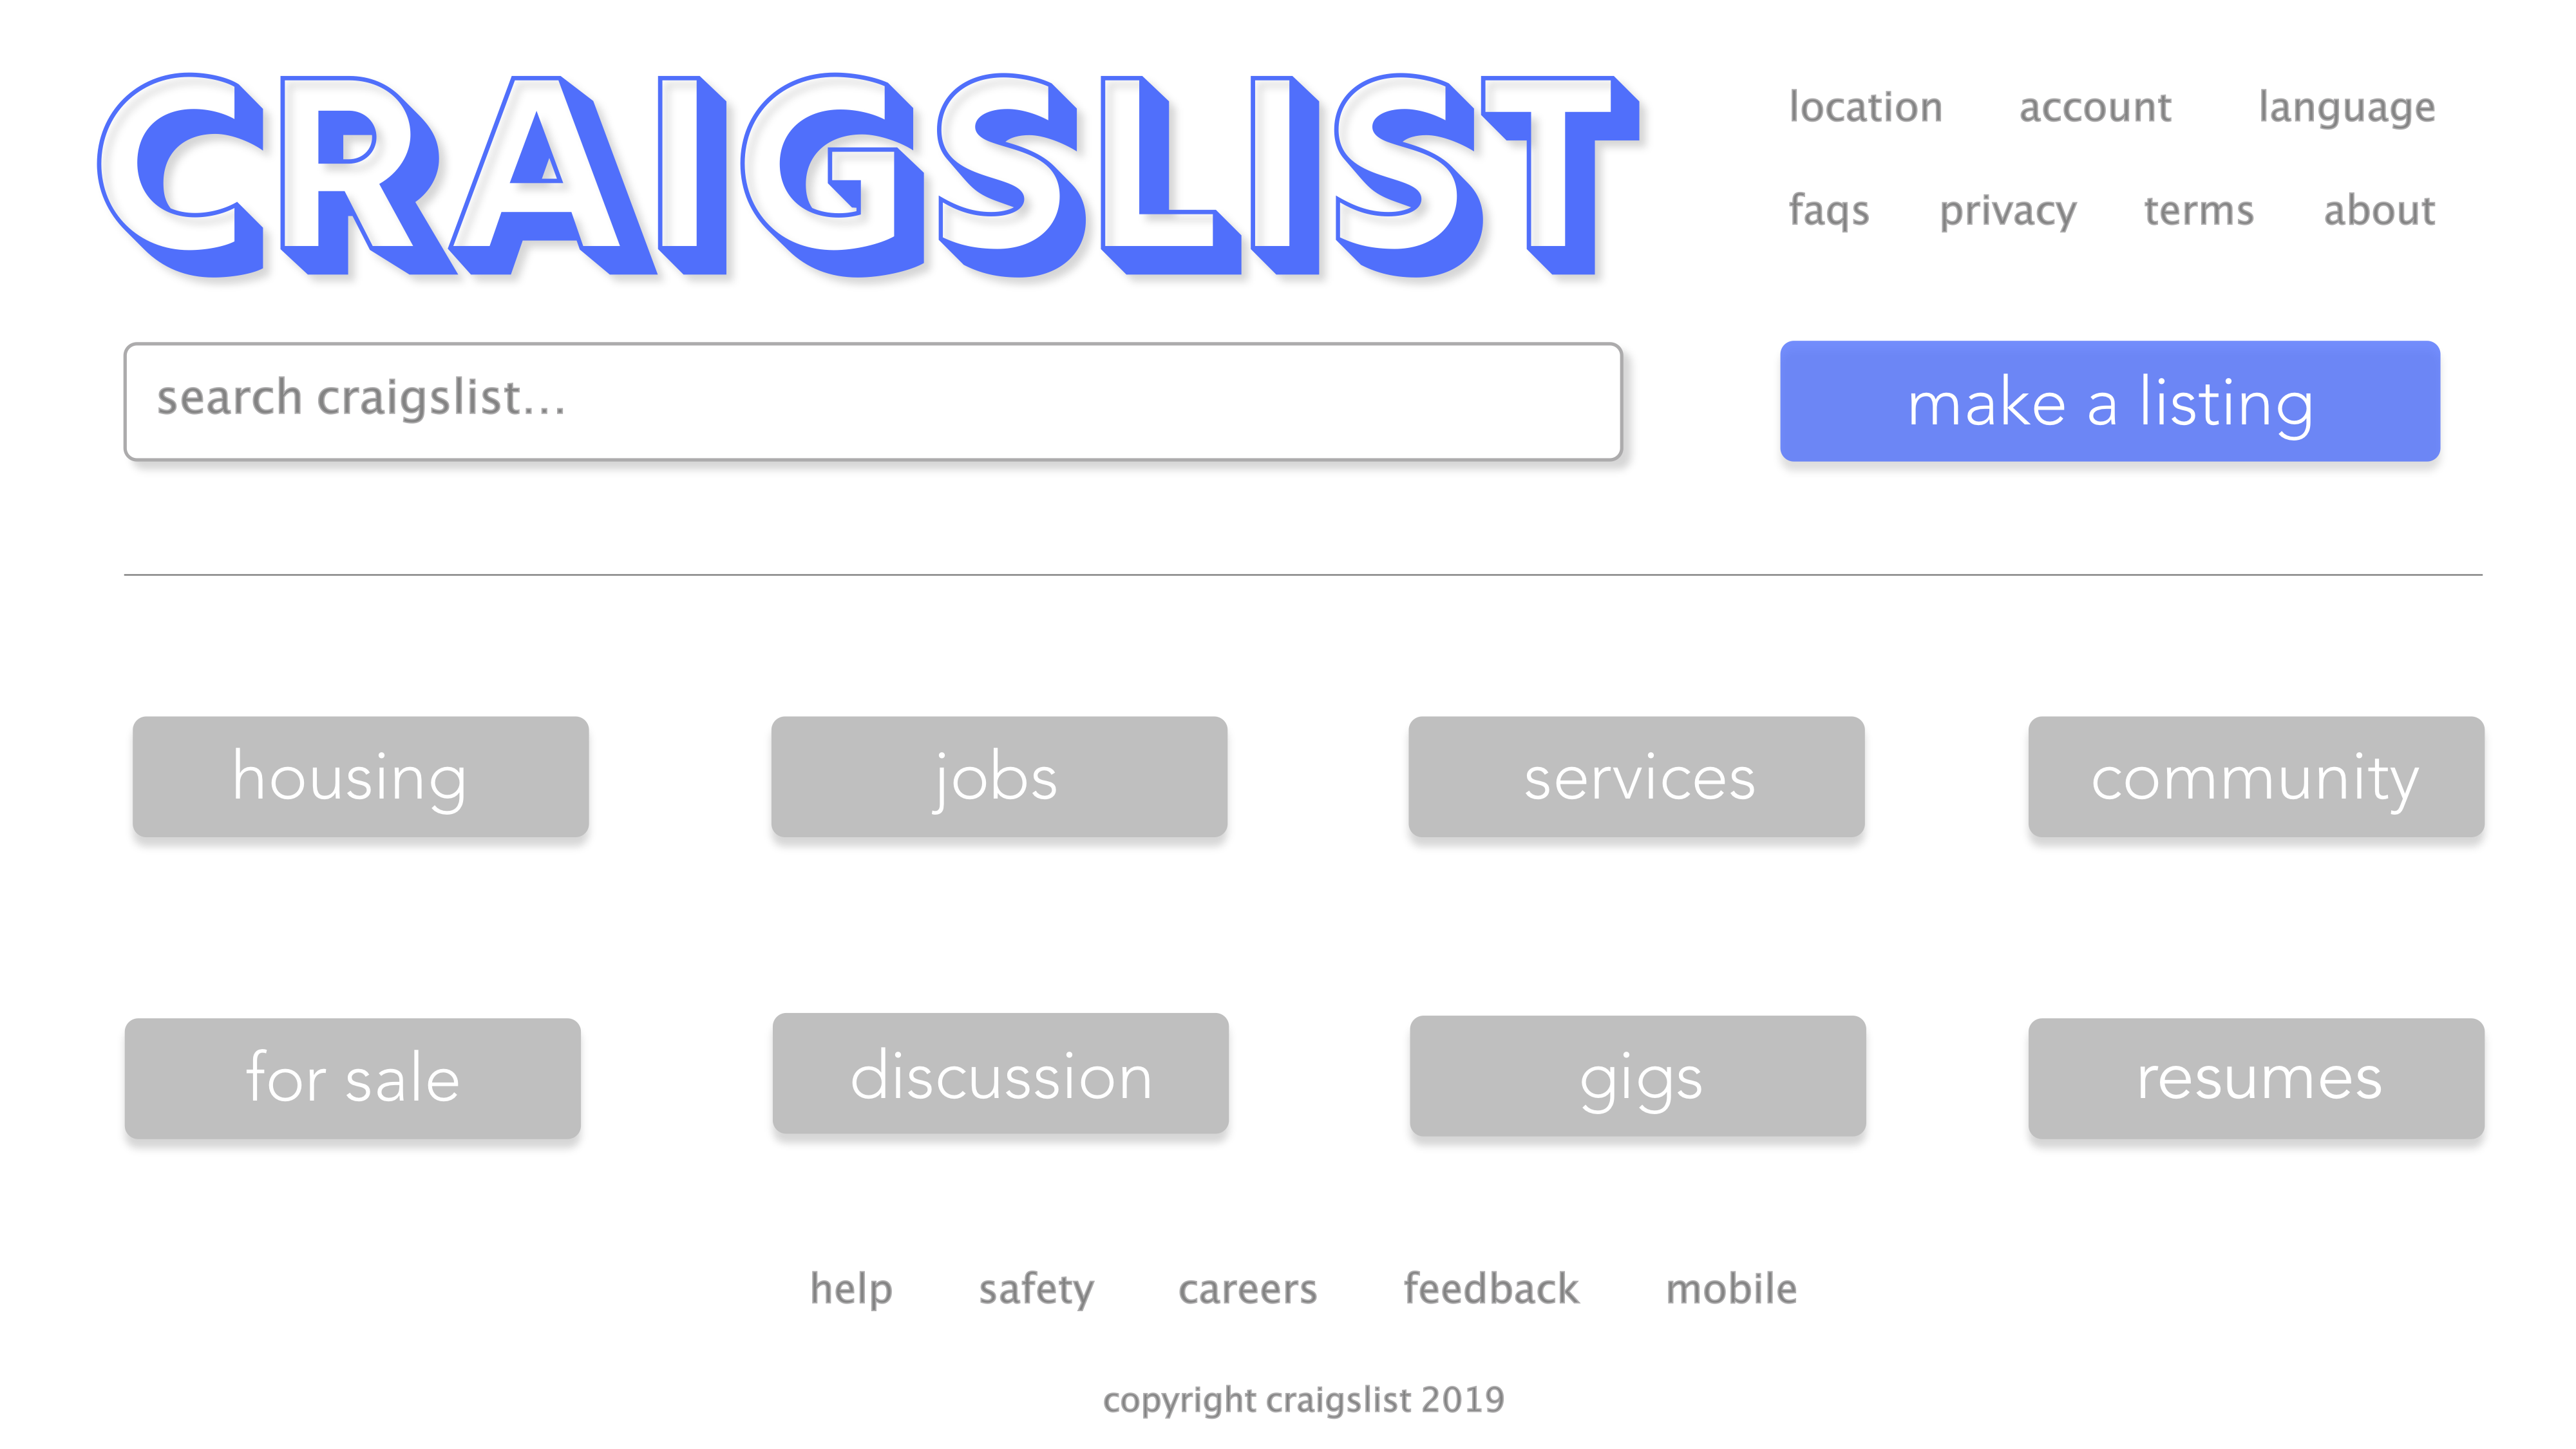 CRAIGSLIST
location account language
faqs privacy terms about
search craigslist...
make a listing
housing jobs services community
for sale discussion gigs resumes
help safety careers feedback mobile
copyright craigslist 2019